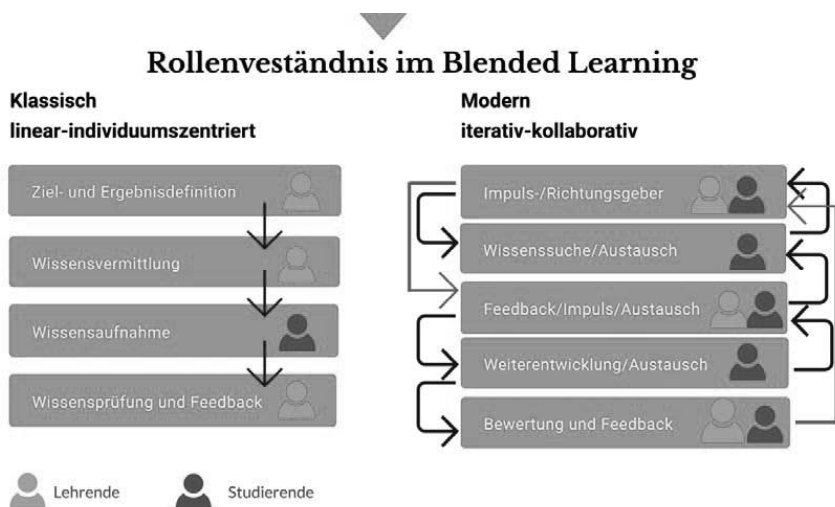 Rollenveständnis im Blended Learning
Klassisch
linear-individuumszentriert
Ziel- und Ergebnisdefinition
Wissensvermittlung
Wissensaufnahme
Wissensprüfung und Feedback
Modern
iterativ-kollaborativ
Impuls-/Richtungsgeber
Wissenssuche/Austausch
Feedback/Impuls/Austausch
Weiterentwicklung/Austausch
Bewertung und Feedback
Lehrende
Studierende